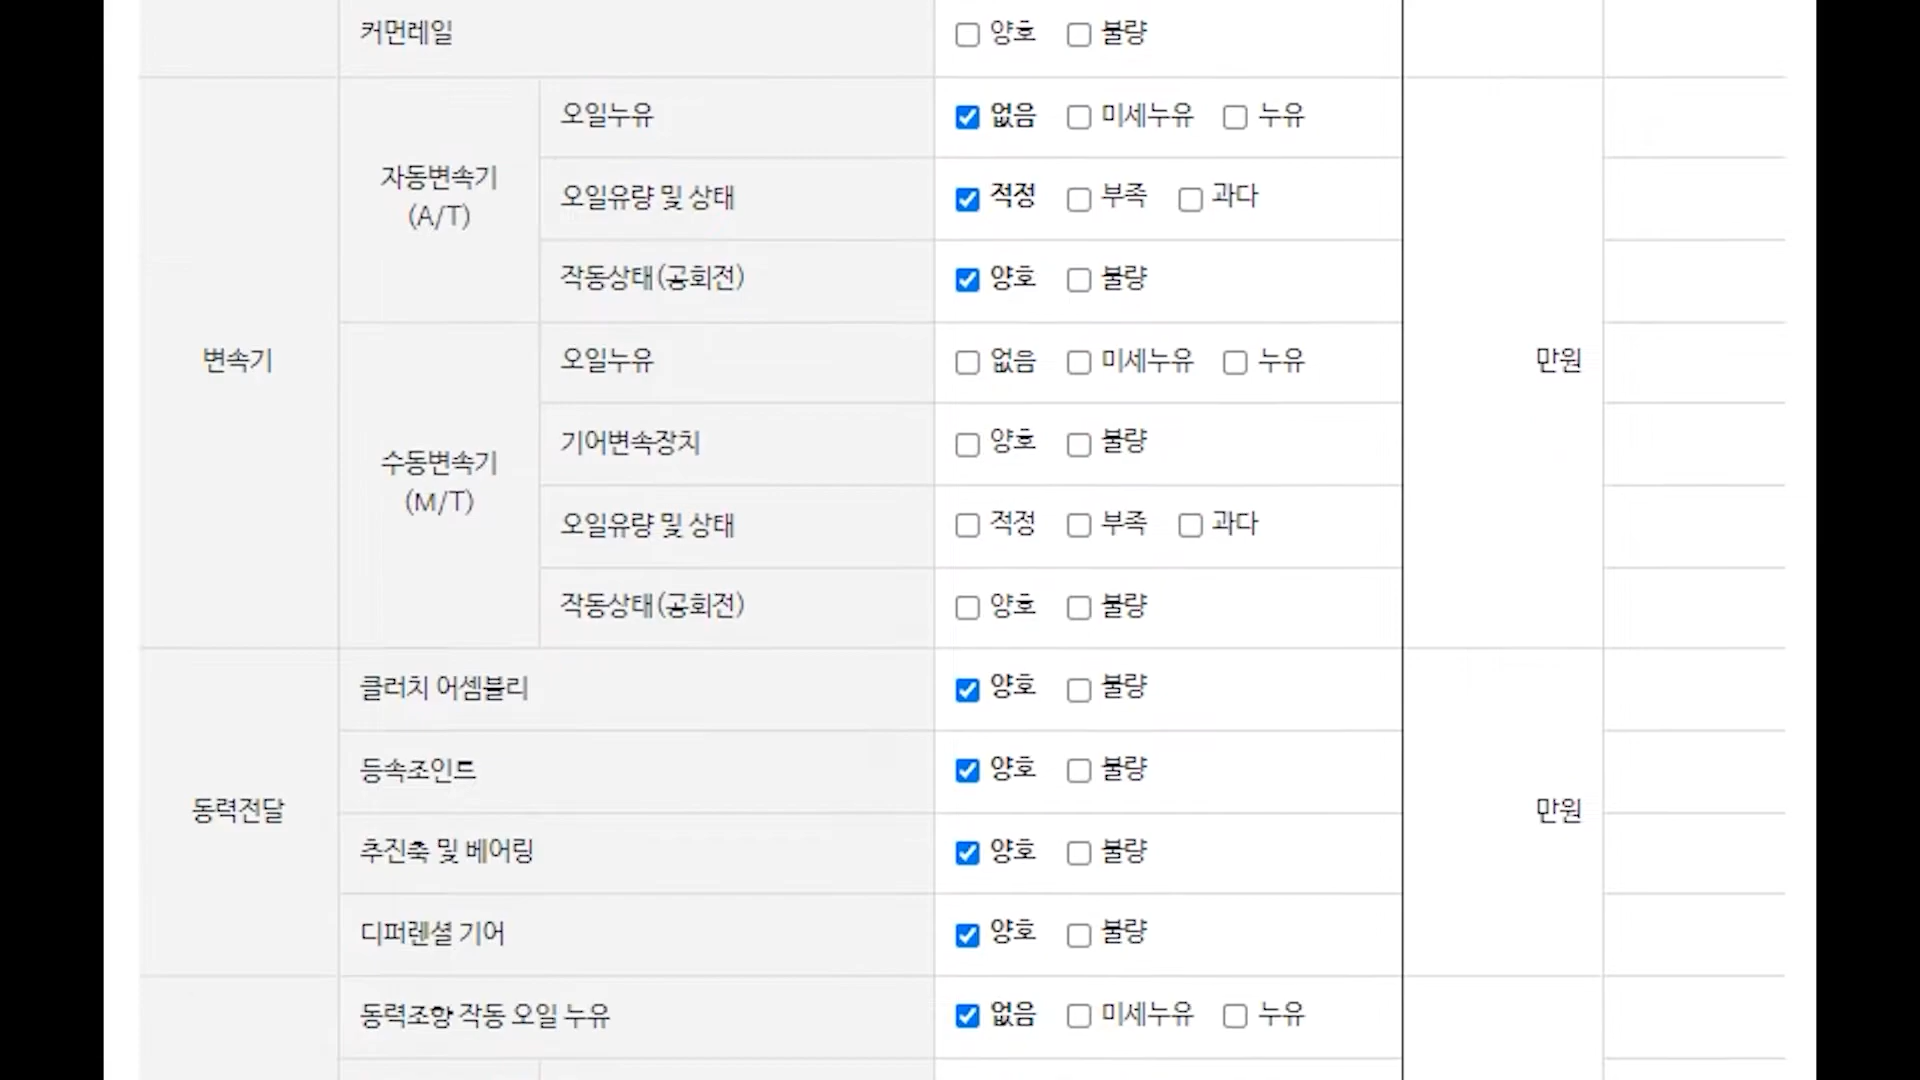 커먼레일 양호 불량
변속기 자동변속기 (A/T) 오일누유 없음 미세누유 누유 만원
오일유량 및 상태 적정 부족 과다
작동상태(공회전) 양호 불량
수동변속기 (M/T) 오일누유 없음 미세누유 누유
기어변속장치 양호 불량
오일유량 및 상태 적정 부족 과다
작동상태(공회전) 양호 불량
동력전달 클러치 어셈블리 양호 불량 만원
등속조인트 양호 불량
추진축 및 베어링 양호 불량
디퍼렌셜 기어 양호 불량
동력조향 작동 오일 누유 없음 미세누유 누유